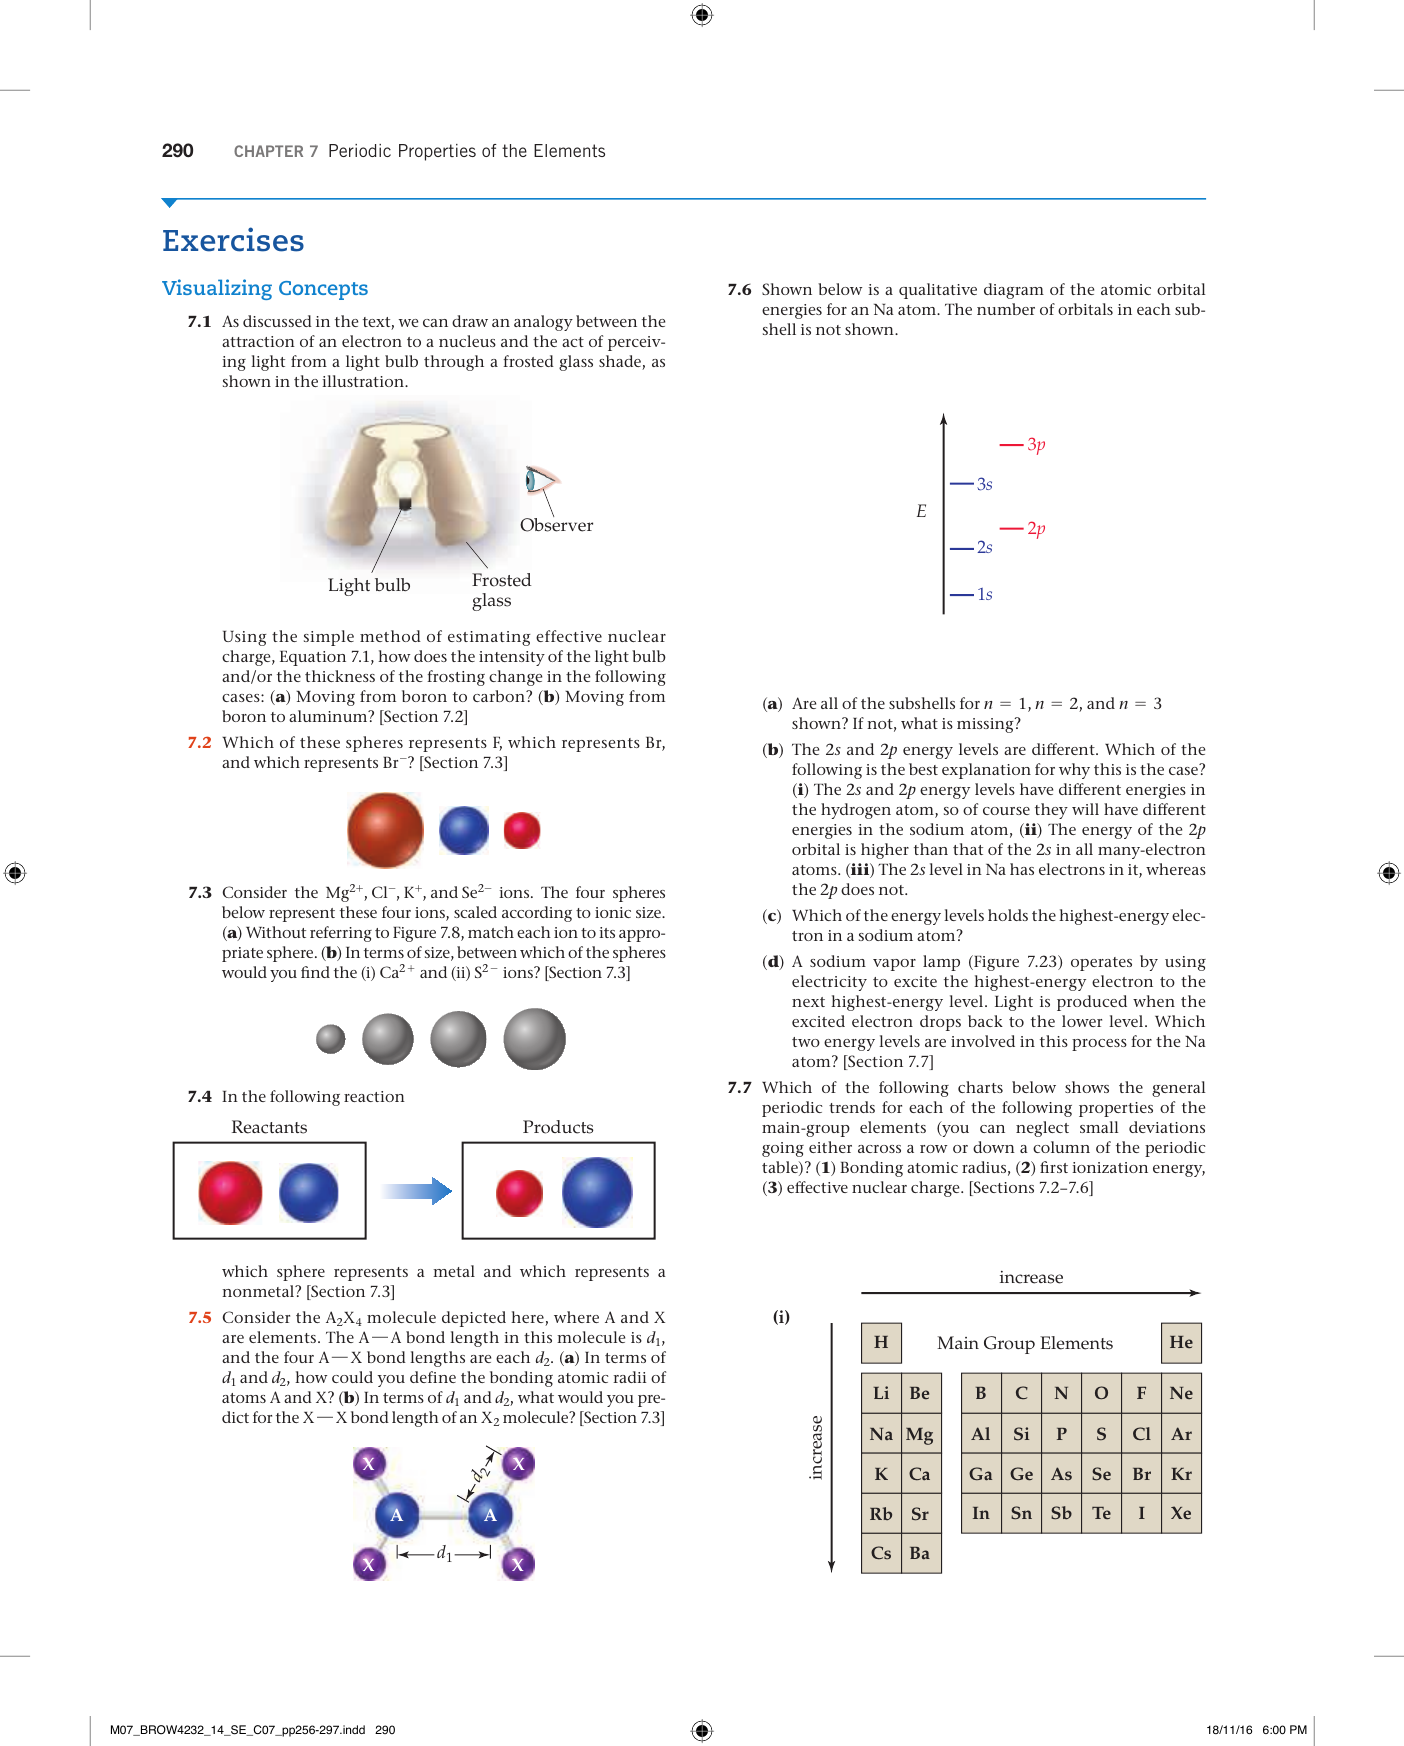 290 CHAPTER 7 Periodic Properties of the Elements
Exercises
Visualizing Concepts
7.1 As discussed in the text, we can draw an analogy between the
attraction of an electron to a nucleus and the act of perceiv-
ing light from a light bulb through a frosted glass shade, as
shown in the illustration.
Observer
Light bulb
Frosted
glass
Using the simple method of estimating effective nuclear
charge, Equation 7.1, how does the intensity of the light bulb
and/or the thickness of the frosting change in the following
cases: (a) Moving from boron to carbon? (b) Moving from
boron to aluminum? [Section 7.2]
7.2 Which of these spheres represents F, which represents Br,
and which represents Br⁻? [Section 7.3]
7.3 Consider the Mg²⁺, Cl⁻, K⁺, and Se²⁻ ions. The four spheres
below represent these four ions, scaled according to ionic size.
(a) Without referring to Figure 7.8, match each ion to its appro-
priate sphere. (b) In terms of size, between which of the spheres
would you find the (i) Ca²⁺ and (ii) S²⁻ ions? [Section 7.3]
7.4 In the following reaction
Reactants Products
which sphere represents a metal and which represents a
nonmetal? [Section 7.3]
7.5 Consider the A₂X₄ molecule depicted here, where A and X
are elements. The A—A bond length in this molecule is d₁,
and the four A—X bond lengths are each d₂. (a) In terms of
d₁ and d₂, how could you define the bonding atomic radii of
atoms A and X? (b) In terms of d₁ and d₂, what would you pre-
dict for the X—X bond length of an X₂ molecule? [Section 7.3]
X X
d₂
A A
d₁
X X
7.6 Shown below is a qualitative diagram of the atomic orbital
energies for an Na atom. The number of orbitals in each sub-
shell is not shown.
3p
3s
E
2p
2s
1s
(a) Are all of the subshells for n = 1, n = 2, and n = 3
shown? If not, what is missing?
(b) The 2s and 2p energy levels are different. Which of the
following is the best explanation for why this is the case?
(i) The 2s and 2p energy levels have different energies in
the hydrogen atom, so of course they will have different
energies in the sodium atom, (ii) The energy of the 2p
orbital is higher than that of the 2s in all many-electron
atoms. (iii) The 2s level in Na has electrons in it, whereas
the 2p does not.
(c) Which of the energy levels holds the highest-energy elec-
tron in a sodium atom?
(d) A sodium vapor lamp (Figure 7.23) operates by using
electricity to excite the highest-energy electron to the
next highest-energy level. Light is produced when the
excited electron drops back to the lower level. Which
two energy levels are involved in this process for the Na
atom? [Section 7.7]
7.7 Which of the following charts below shows the general
periodic trends for each of the following properties of the
main-group elements (you can neglect small deviations
going either across a row or down a column of the periodic
table)? (1) Bonding atomic radius, (2) first ionization energy,
(3) effective nuclear charge. [Sections 7.2–7.6]
increase
(i)
increase
H Main Group Elements He
Li Be B C N O F Ne
Na Mg Al Si P S Cl Ar
K Ca Ga Ge As Se Br Kr
Rb Sr In Sn Sb Te I Xe
Cs Ba
M07_BROW4232_14_SE_C07_pp256-297.indd 290 18/11/16 6:00 PM